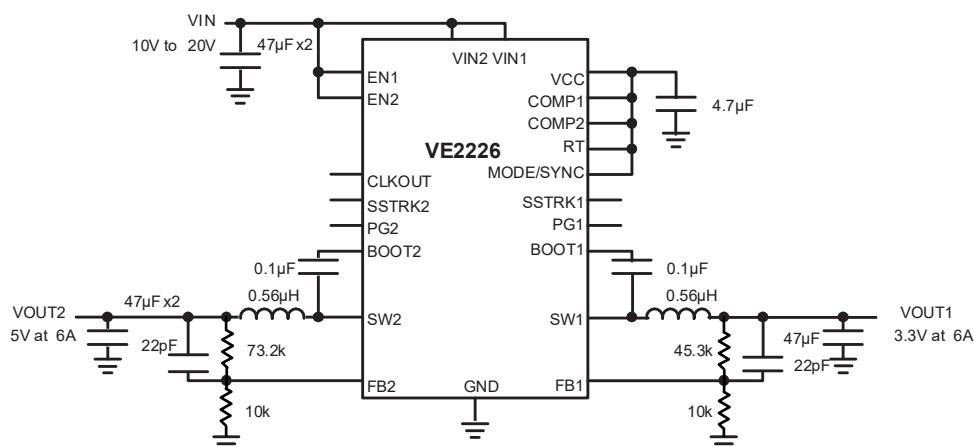 VIN
10V to 20V
47µF x2
VIN2 VIN1
EN1
EN2
VCC
COMP1
COMP2
RT
MODE/SYNC
4.7µF
VE2226
CLKOUT
SSTRK2
PG2
BOOT2
SSTRK1
PG1
BOOT1
0.1µF
0.1µF
0.56µH
0.56µH
VOUT2
5V at 6A
47µF x2
22pF
73.2k
10k
SW2
FB2
GND
SW1
FB1
45.3k
10k
47µF
22pF
VOUT1
3.3V at 6A